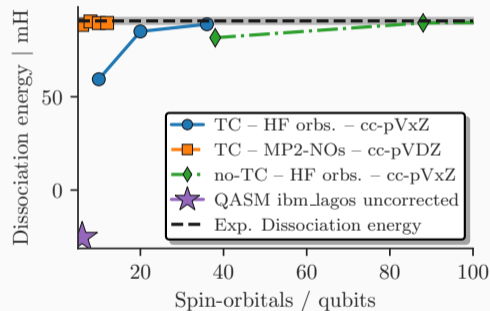 Dissociation energy | mH
50
0
TC – HF orbs. – cc-pVxZ
TC – MP2-NOs – cc-pVDZ
no-TC – HF orbs. – cc-pVxZ
QASM ibm_lagos uncorrected
Exp. Dissociation energy
20 40 60 80 100
Spin-orbitals / qubits